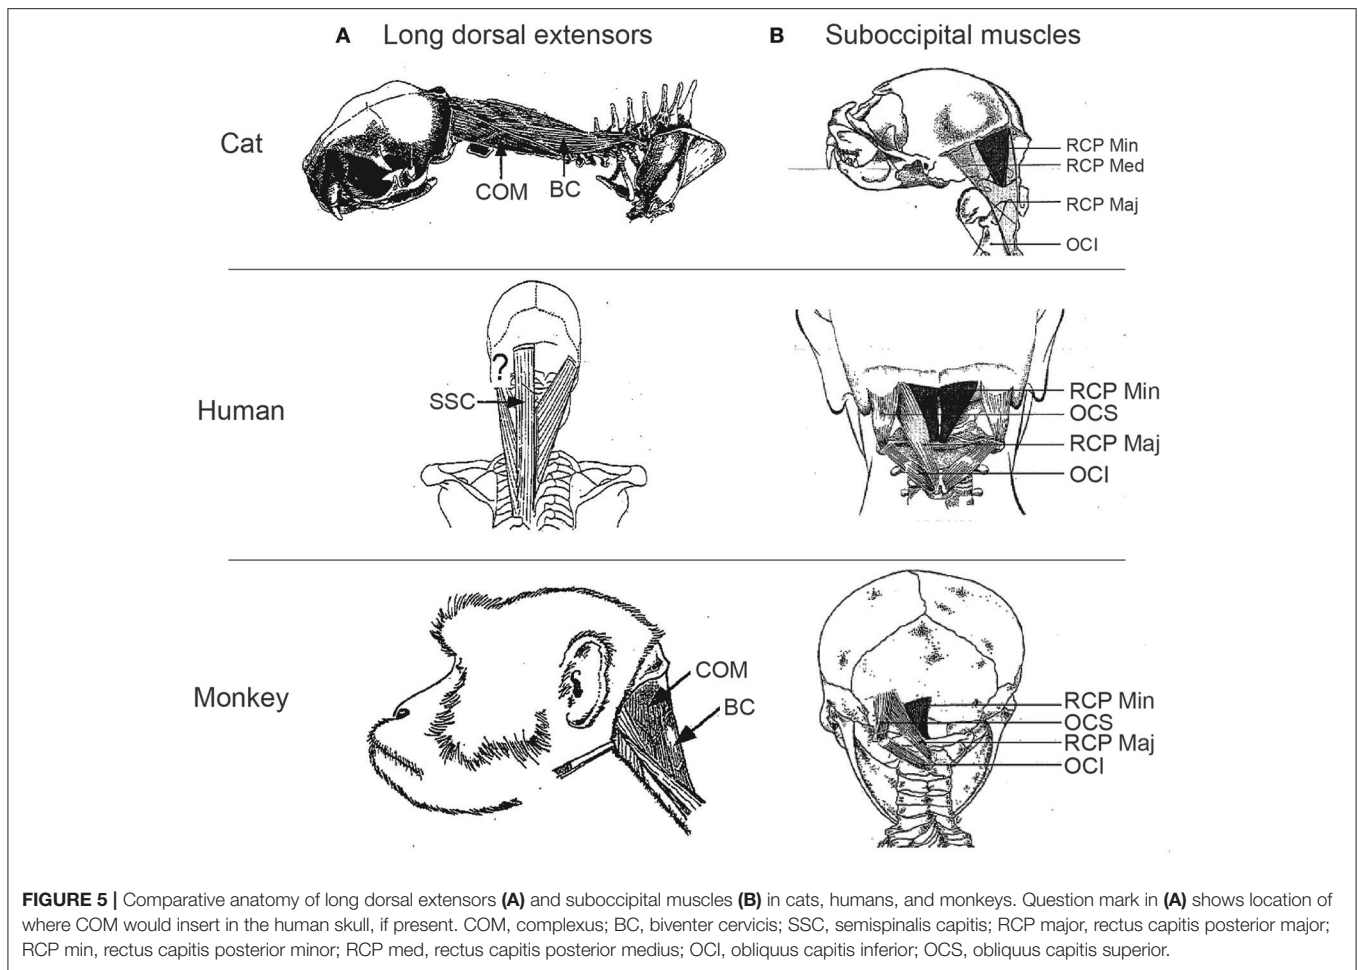 A Long dorsal extensors
B Suboccipital muscles
Cat
COM
BC
RCP Min
RCP Med
RCP Maj
OCI
Human
?
SSC
RCP Min
OCS
RCP Maj
OCI
Monkey
COM
BC
RCP Min
OCS
RCP Maj
OCI
FIGURE 5 | Comparative anatomy of long dorsal extensors (A) and suboccipital muscles (B) in cats, humans, and monkeys. Question mark in (A) shows location of
where COM would insert in the human skull, if present. COM, complexus; BC, biventer cervicis; SSC, semispinalis capitis; RCP major, rectus capitis posterior major;
RCP min, rectus capitis posterior minor; RCP med, rectus capitis posterior medius; OCI, obliquus capitis inferior; OCS, obliquus capitis superior.